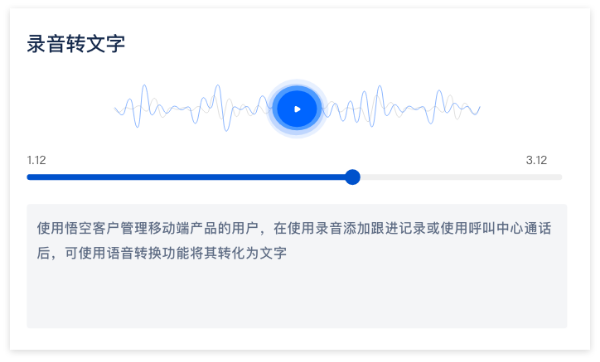 录音转文字
1.12
3.12
使用悟空客户管理移动端产品的用户，在使用录音添加跟进记录或使用呼叫中心通话
后，可使用语音转换功能将其转化为文字